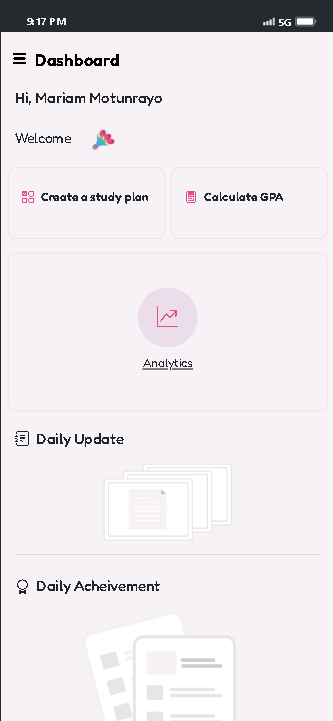 9:17 PM 5G
Dashboard
Hi, Mariam Motunrayo
Welcome
Create a study plan Calculate GPA
Analytics
Daily Update
Daily Acheivement